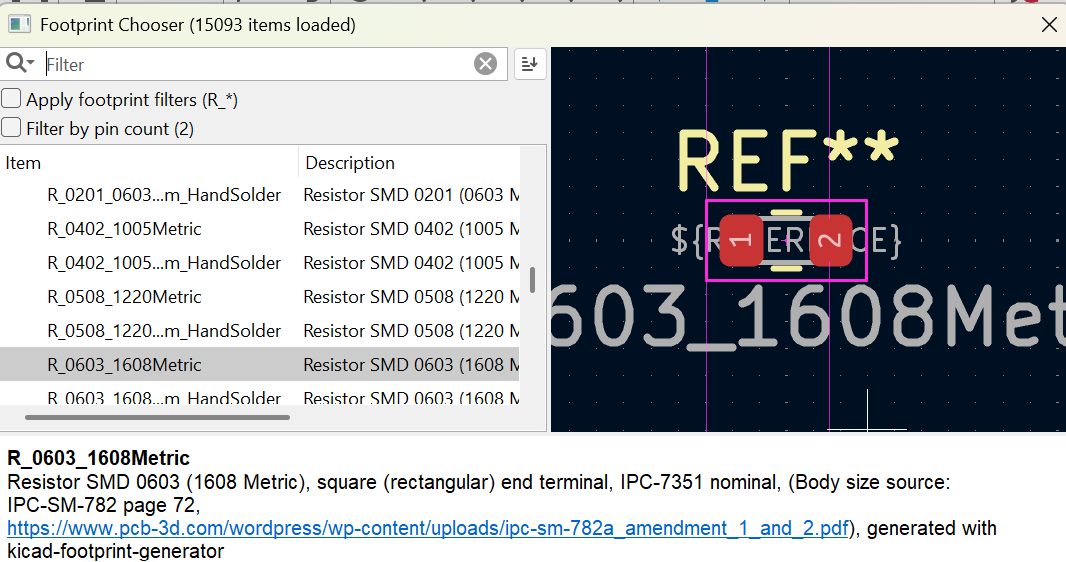 Footprint Chooser (15093 items loaded)
Filter
Apply footprint filters (R_*)
Filter by pin count (2)
Item Description
R_0201_0603...m_HandSolder Resistor SMD 0201 (0603 M
R_0402_1005Metric Resistor SMD 0402 (1005 M
R_0402_1005...m_HandSolder Resistor SMD 0402 (1005 M
R_0508_1220Metric Resistor SMD 0508 (1220 M
R_0508_1220...m_HandSolder Resistor SMD 0508 (1220 M
R_0603_1608Metric Resistor SMD 0603 (1608 M
R_0603_1608...m_HandSolder Resistor SMD 0603 (1608 M
REF**
${REFERENCE}
1
2
603_1608Met
R_0603_1608Metric
Resistor SMD 0603 (1608 Metric), square (rectangular) end terminal, IPC-7351 nominal, (Body size source:
IPC-SM-782 page 72,
https://www.pcb-3d.com/wordpress/wp-content/uploads/ipc-sm-782a_amendment_1_and_2.pdf), generated with
kicad-footprint-generator